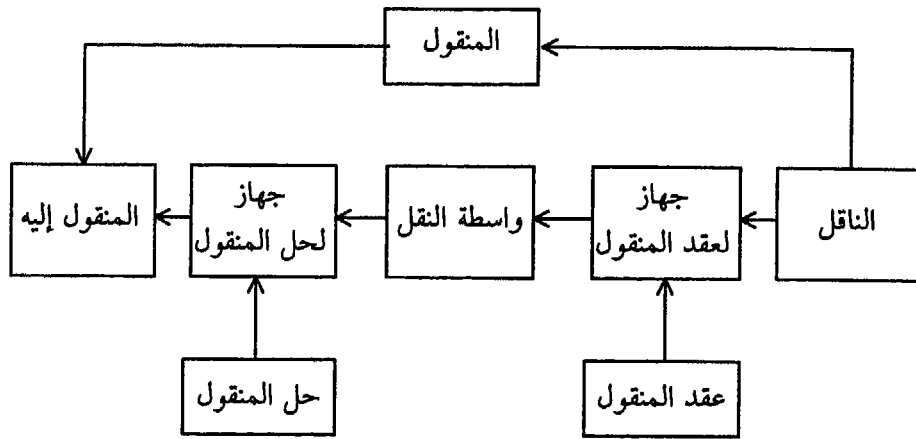 المنقول
الناقل
جهاز
لعقد المنقول
واسطة النقل
جهاز
لحل المنقول
المنقول إليه
عقد المنقول
حل المنقول